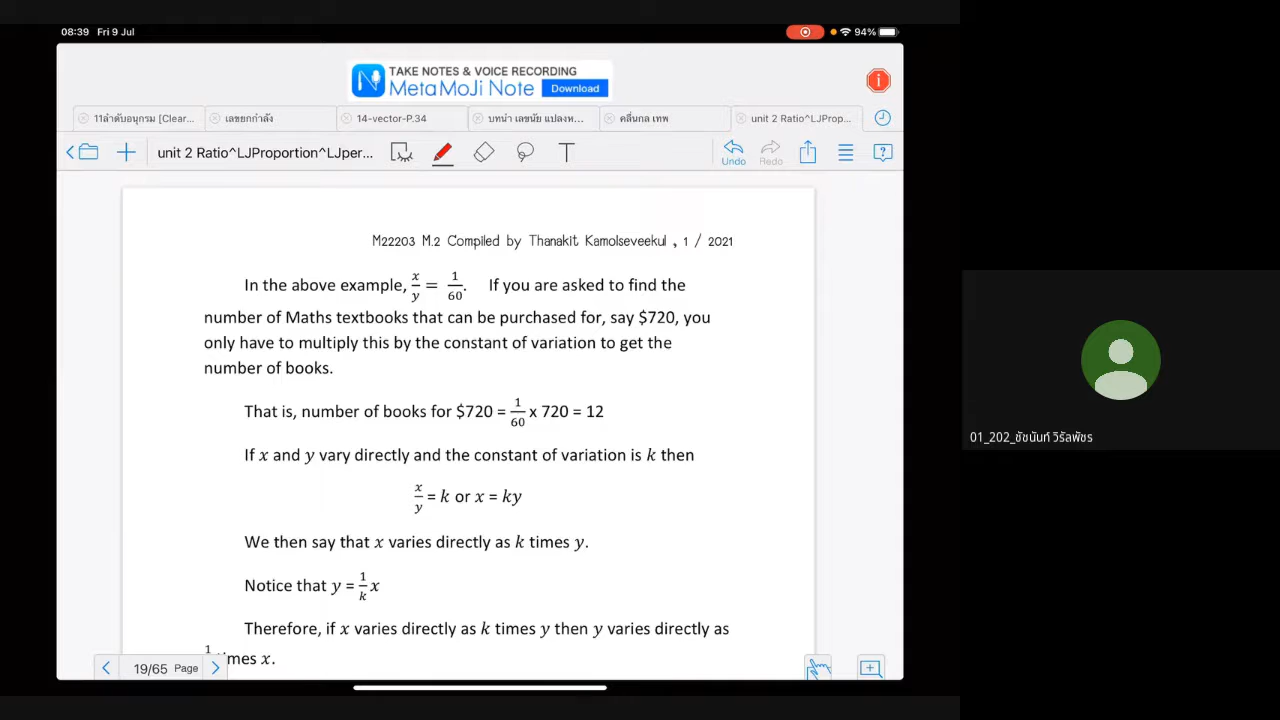 08:39 Fri 9 Jul
94%
TAKE NOTES & VOICE RECORDING
MetaMoJi Note Download
11ลำดับอนุกรม [Clear...
เลขยกกำลัง
14-vector-P.34
บทน่า เลขนัย แปลงห...
คลื่นกล เทพ
unit 2 Ratio^LJProp...
unit 2 Ratio^LJProportion^LJper...
T
Undo
Redo
M22203 M.2 Compiled by Thanakit Kamolseveekul , 1 / 2021
In the above example, x/y = 1/60. If you are asked to find the
number of Maths textbooks that can be purchased for, say $720, you
only have to multiply this by the constant of variation to get the
number of books.
That is, number of books for $720 = 1/60 x 720 = 12
If x and y vary directly and the constant of variation is k then
x/y = k or x = ky
We then say that x varies directly as k times y.
Notice that y = 1/k x
Therefore, if x varies directly as k times y then y varies directly as
x.
19/65 Page
01_202_ชัชนันท์ วิรัลพัชร